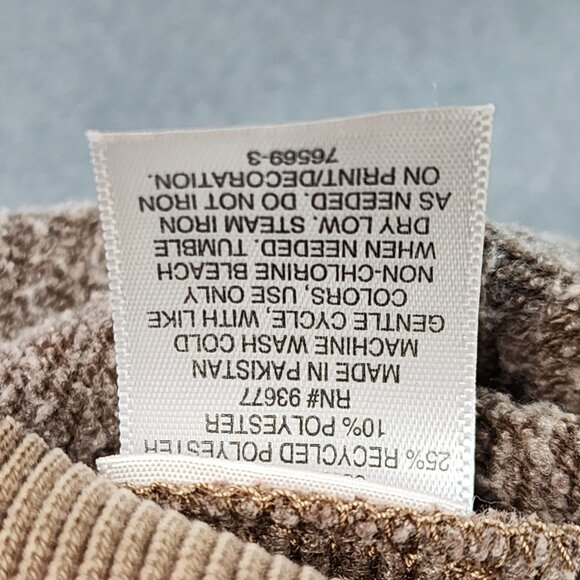 25% RECYCLED POLYESTER
10% POLYESTER
RN# 93677
MADE IN PAKISTAN
MACHINE WASH COLD
GENTLE CYCLE, WITH LIKE
COLORS, USE ONLY
NON-CHLORINE BLEACH
WHEN NEEDED. TUMBLE
DRY LOW. STEAM IRON
AS NEEDED. DO NOT IRON
ON PRINT/DECORATION.
76569-3